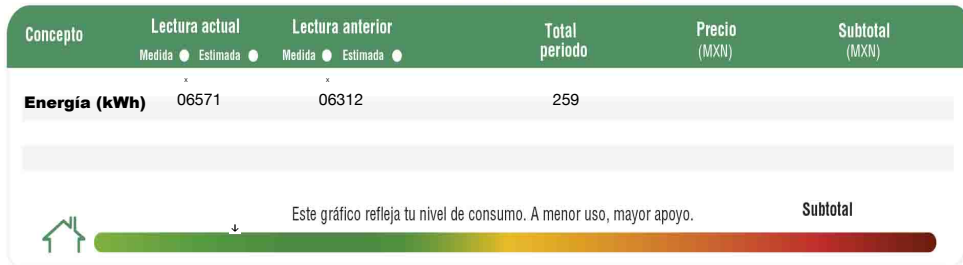 Concepto Lectura actual Lectura anterior Total periodo Precio (MXN) Subtotal (MXN)
Medida Estimada Medida Estimada
x x
Energía (kWh) 06571 06312 259
Este gráfico refleja tu nivel de consumo. A menor uso, mayor apoyo. Subtotal